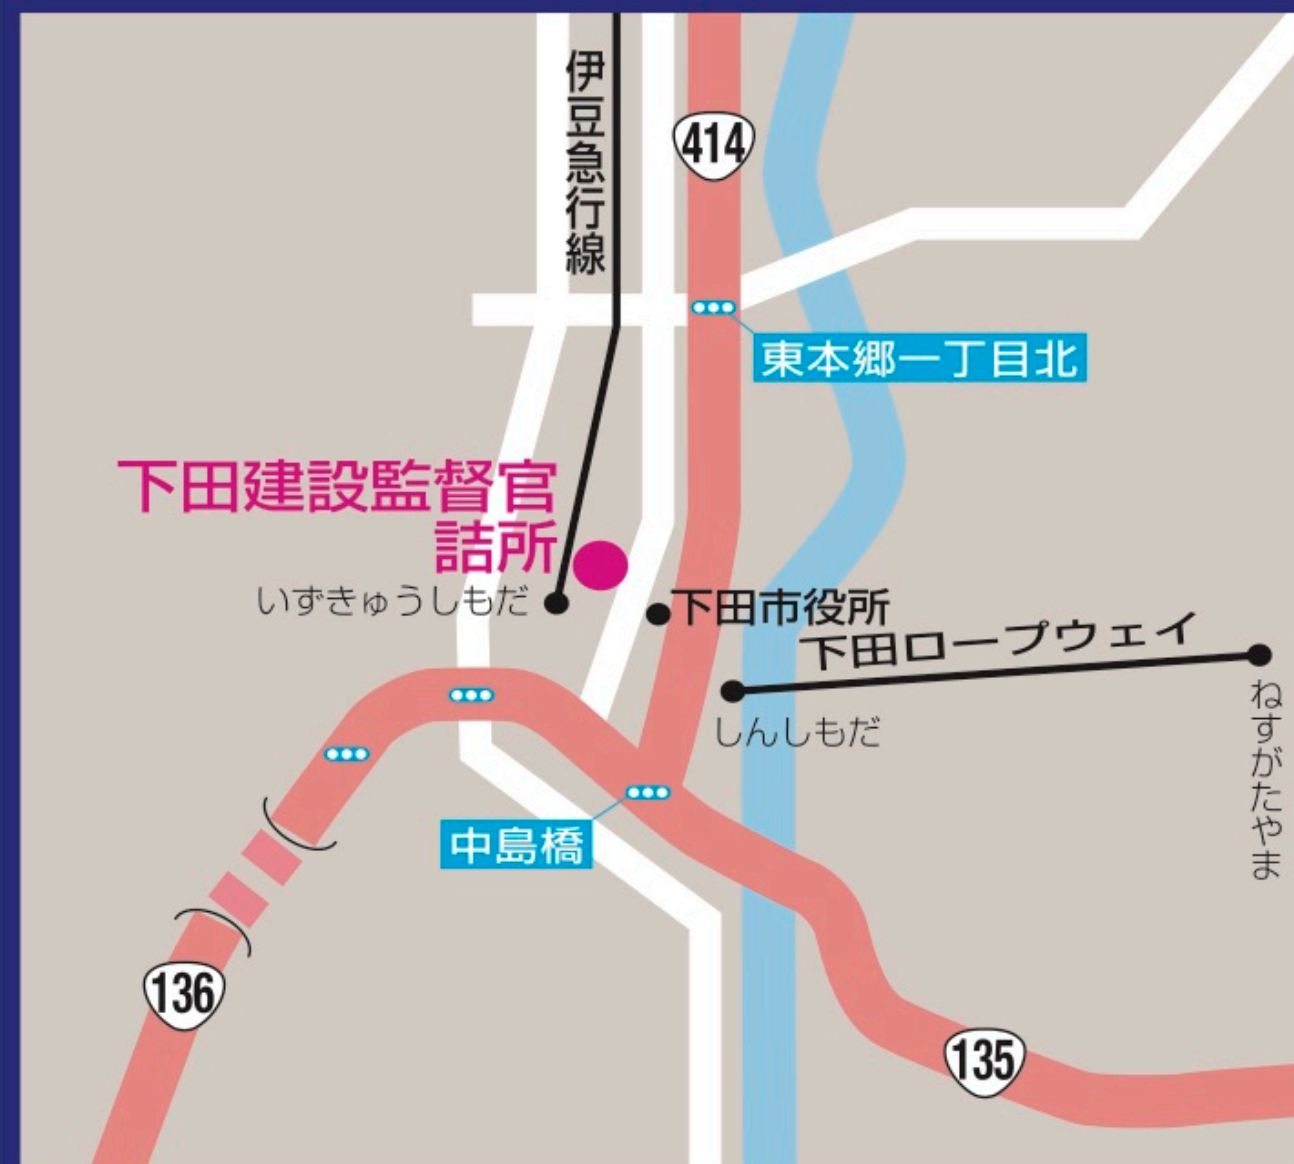 伊豆急行線
414
東本郷一丁目北
下田建設監督官
詰所
いずきゅうしもだ
下田市役所
下田ロープウェイ
しんしもだ
ねすがたやま
中島橋
136
135